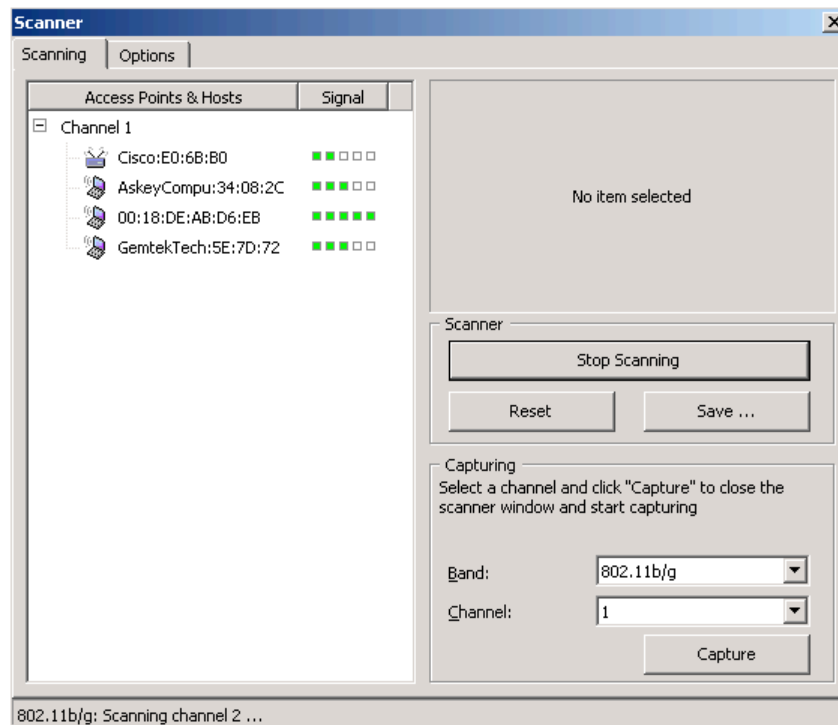 Scanner
Scanning Options
Access Points & Hosts Signal
Channel 1
Cisco:E0:6B:B0
AskeyCompu:34:08:2C
00:18:DE:AB:D6:EB
GemtekTech:5E:7D:72
No item selected
Scanner
Stop Scanning
Reset Save ...
Capturing
Select a channel and click "Capture" to close the
scanner window and start capturing
Band: 802.11b/g
Channel: 1
Capture
802.11b/g: Scanning channel 2 ...